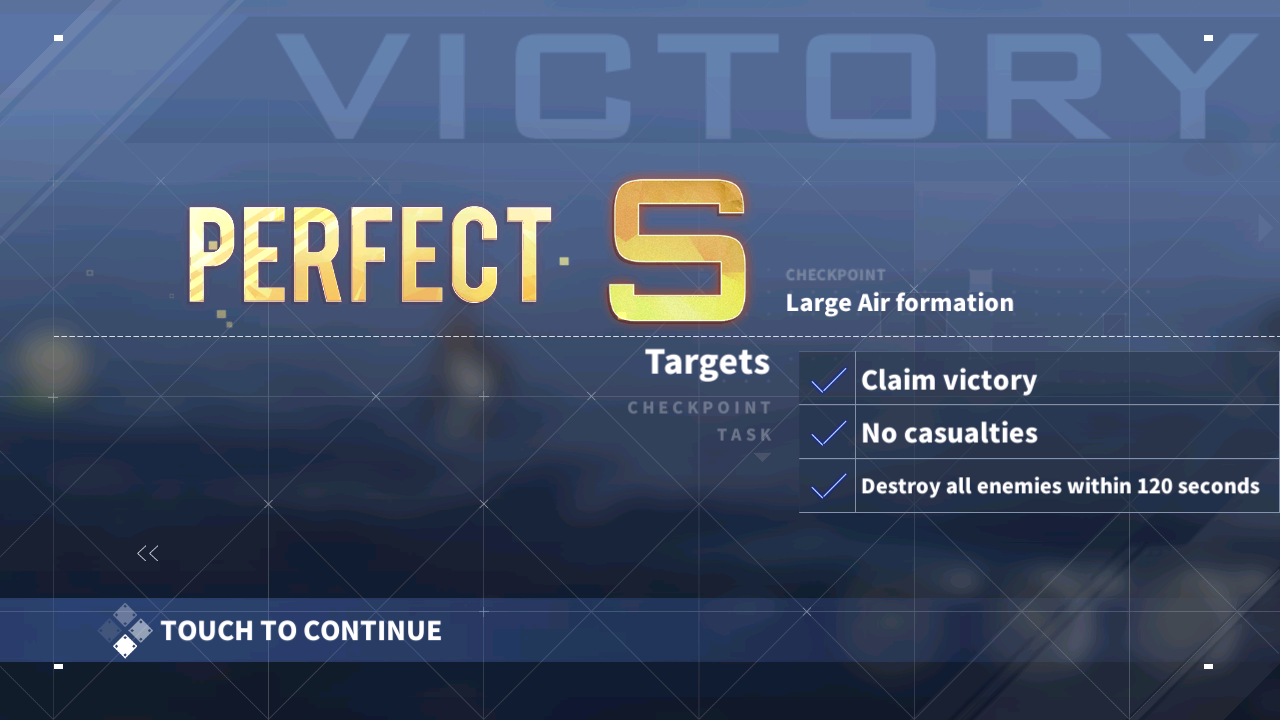 VICTORY
PERFECT S
CHECKPOINT
Large Air formation
Targets
CHECKPOINT
TASK
Claim victory
No casualties
Destroy all enemies within 120 seconds
TOUCH TO CONTINUE